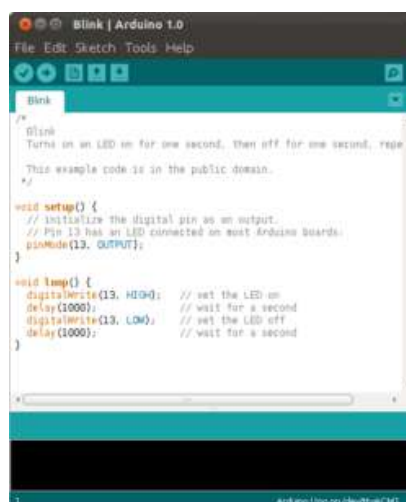 Blink | Arduino 1.0
File Edit Sketch Tools Help
Blink
/*
  Blink
  Turns on an LED on for one second, then off for one second, repe

  This example code is in the public domain.
 */

void setup() {
  // initialize the digital pin as an output.
  // Pin 13 has an LED connected on most Arduino boards:
  pinMode(13, OUTPUT);
}

void loop() {
  digitalWrite(13, HIGH);   // set the LED on
  delay(1000);              // wait for a second
  digitalWrite(13, LOW);    // set the LED off
  delay(1000);              // wait for a second
}
1
Arduino Uno on